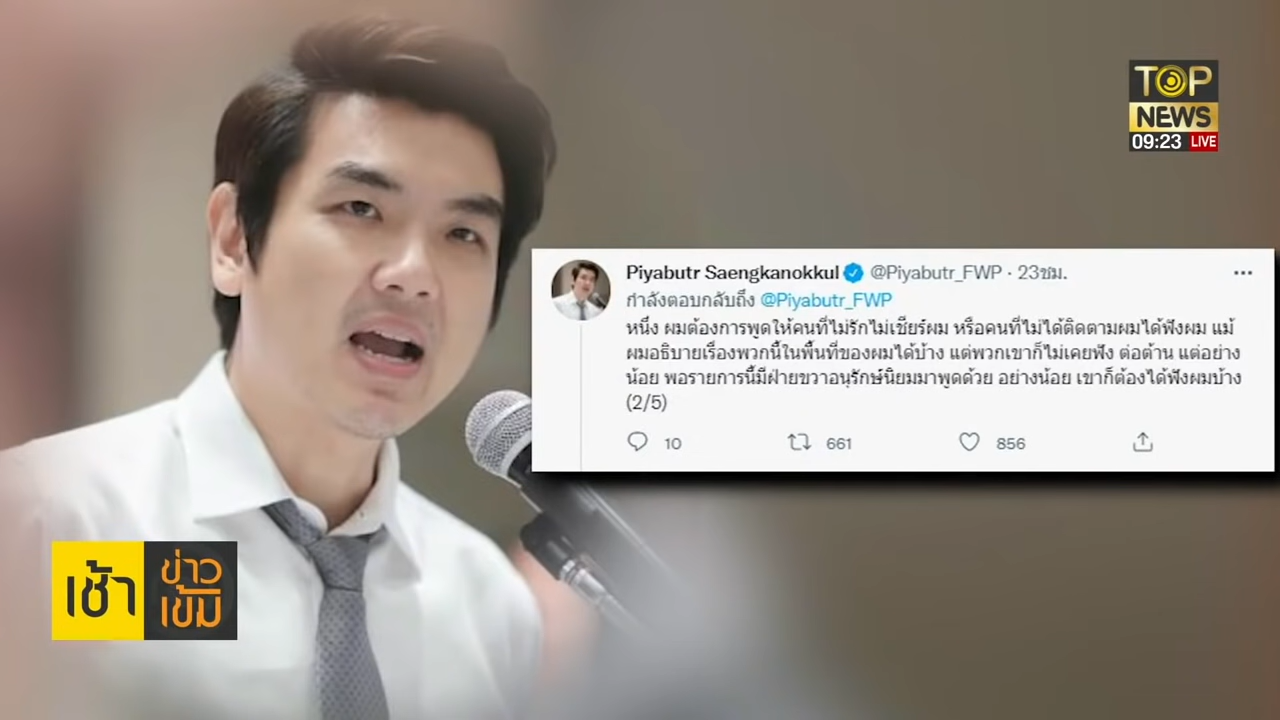 TOP
NEWS
09:23 LIVE
Piyabutr Saengkanokkul @Piyabutr_FWP · 23ชม.
กำลังตอบกลับถึง @Piyabutr_FWP
หนึ่ง ผมต้องการพูดให้คนที่ไม่รักไม่เชียร์ผม หรือคนที่ไม่ได้ติดตามผมได้ฟังผม แม้
ผมอธิบายเรื่องพวกนี้ในพื้นที่ของผมได้บ้าง แต่พวกเขาก็ไม่เคยฟัง ต่อต้าน แต่อย่าง
น้อย พอรายการนี้มีฝ่ายขวาอนุรักษ์นิยมมาพูดด้วย อย่างน้อย เขาก็ต้องได้ฟังผมบ้าง
(2/5)
10 661 856
เช้า ข่าว
เข้ม